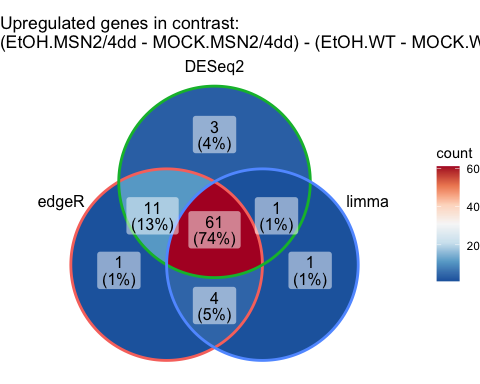 Upregulated genes in contrast:
(EtOH.MSN2/4dd - MOCK.MSN2/4dd) - (EtOH.WT - MOCK.W
DESeq2
3
(4%)
edgeR
limma
11
(13%)
61
(74%)
1
(1%)
1
(1%)
1
(1%)
4
(5%)
count
60
40
20